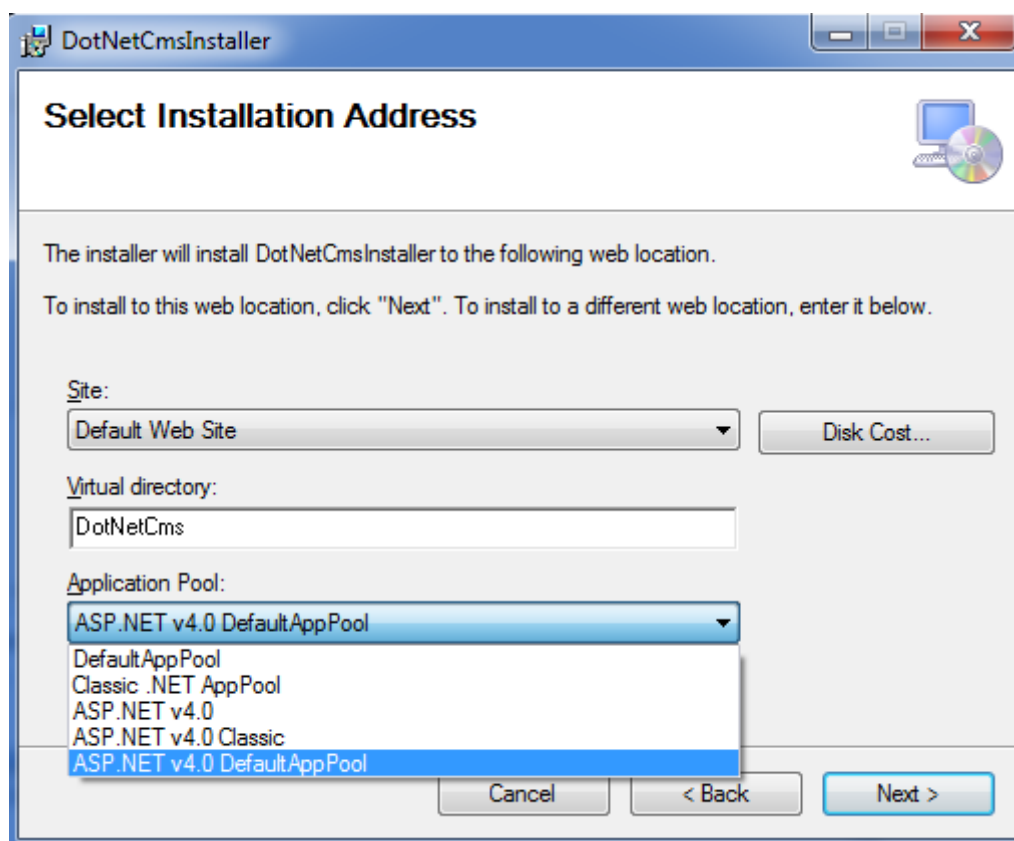 DotNetCmsInstaller
Select Installation Address
The installer will install DotNetCmsInstaller to the following web location.
To install to this web location, click "Next". To install to a different web location, enter it below.
Site:
Default Web Site
Disk Cost...
Virtual directory:
DotNetCms
Application Pool:
ASP.NET v4.0 DefaultAppPool
DefaultAppPool
Classic .NET AppPool
ASP.NET v4.0
ASP.NET v4.0 Classic
ASP.NET v4.0 DefaultAppPool
Cancel
< Back
Next >